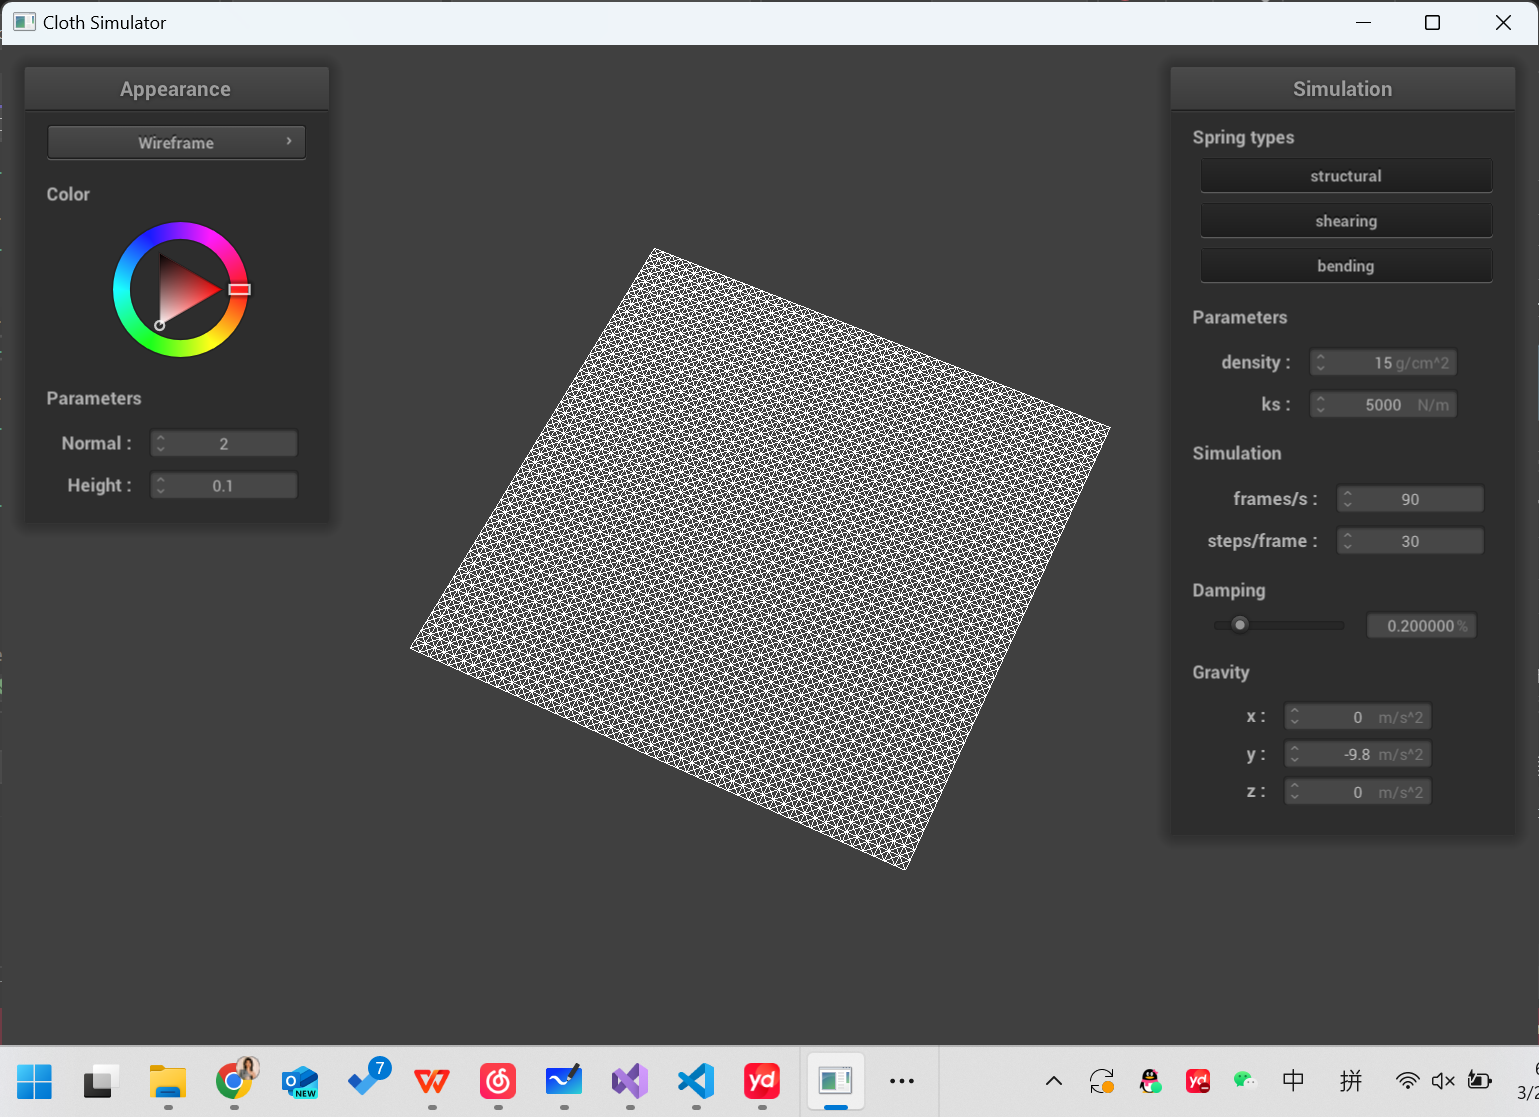 Cloth Simulator
Appearance
Wireframe
Color
Parameters
Normal : 2
Height : 0.1
Simulation
Spring types
structural
shearing
bending
Parameters
density : 15 g/cm^2
ks : 5000 N/m
Simulation
frames/s : 90
steps/frame : 30
Damping
0.200000 %
Gravity
x : 0 m/s^2
y : -9.8 m/s^2
z : 0 m/s^2
NEW
7
yd
yd
中
拼